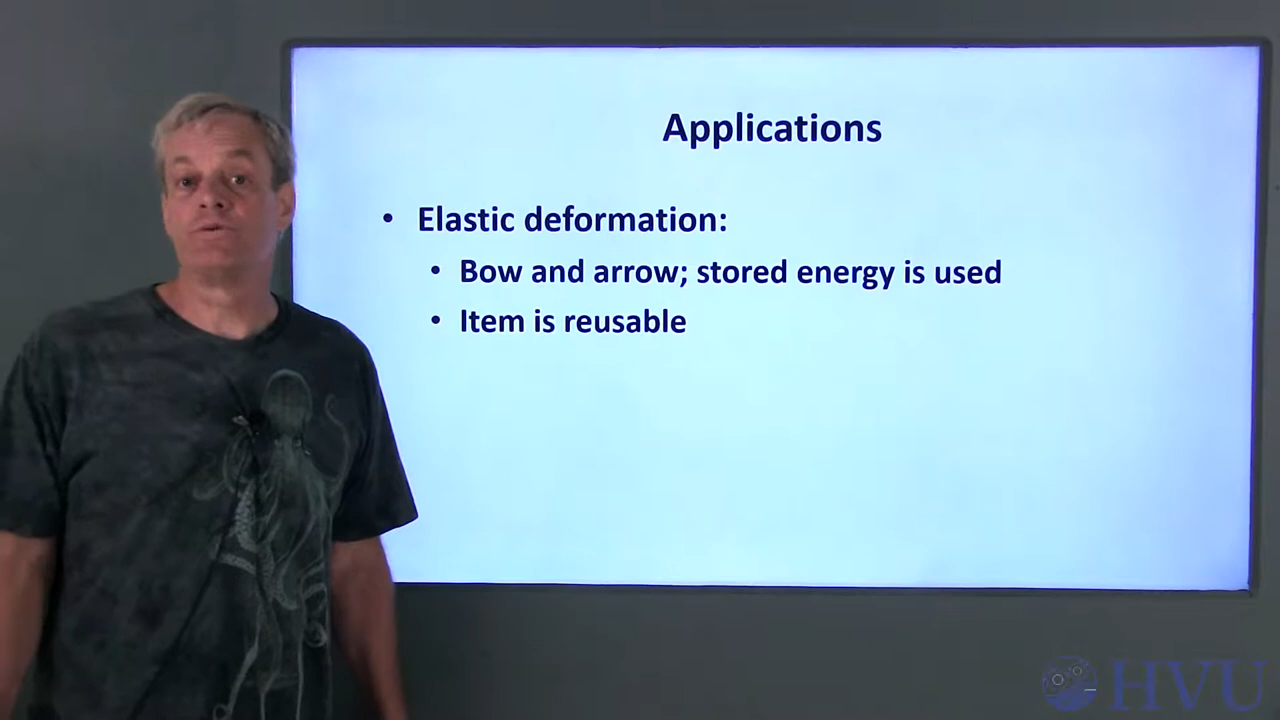 Applications
• Elastic deformation:
• Bow and arrow; stored energy is used
• Item is reusable
HVU